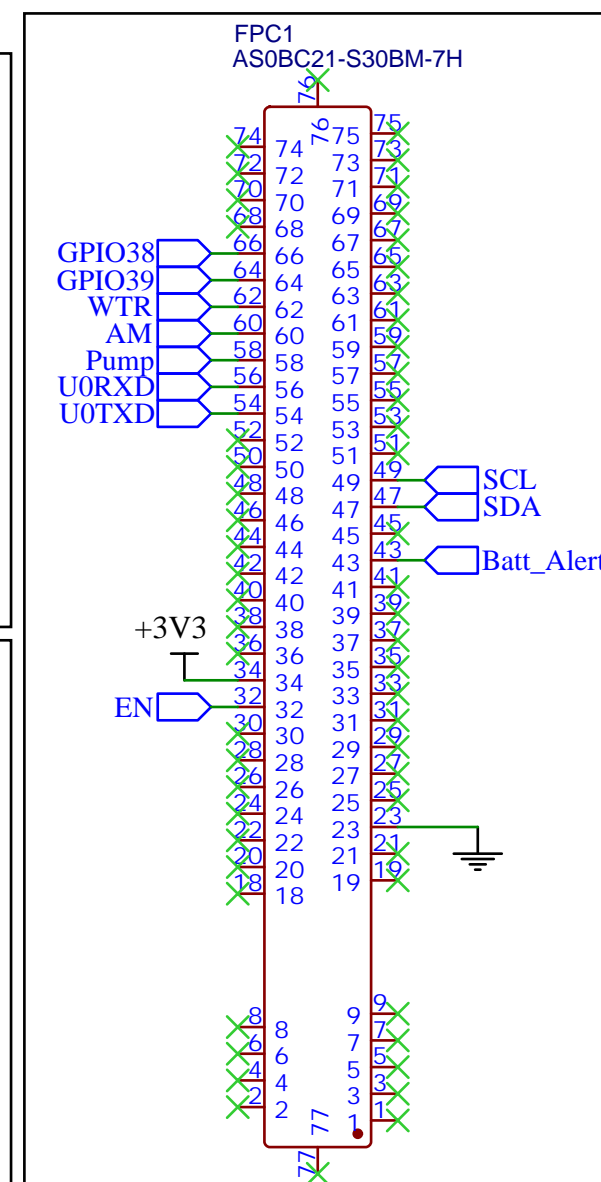 FPC1
AS0BC21-S30BM-7H
76
76
74 74 75 75
72 72 73 73
70 70 71 71
68 68 69 69
GPIO38 66 66 67 67
GPIO39 64 64 65 65
WTR 62 62 63 63
AM 60 60 61 61
Pump 58 58 59 59
U0RXD 56 56 57 57
U0TXD 54 54 55 55
52 52 53 53
50 50 51 51
48 48 49 49 SCL
46 46 47 47 SDA
44 44 45 45
42 42 43 43 Batt_Alert
40 40 41 41
38 38 39 39
+3V3
36 36 37 37
34 34 35 35
EN 32 32 33 33
30 30 31 31
28 28 29 29
26 26 27 27
24 24 25 25
22 22 23 23
20 20 21 21
18 18 19 19
8 8 9 9
6 6 7 7
4 4 5 5
2 2 3 3
1 1
77
77